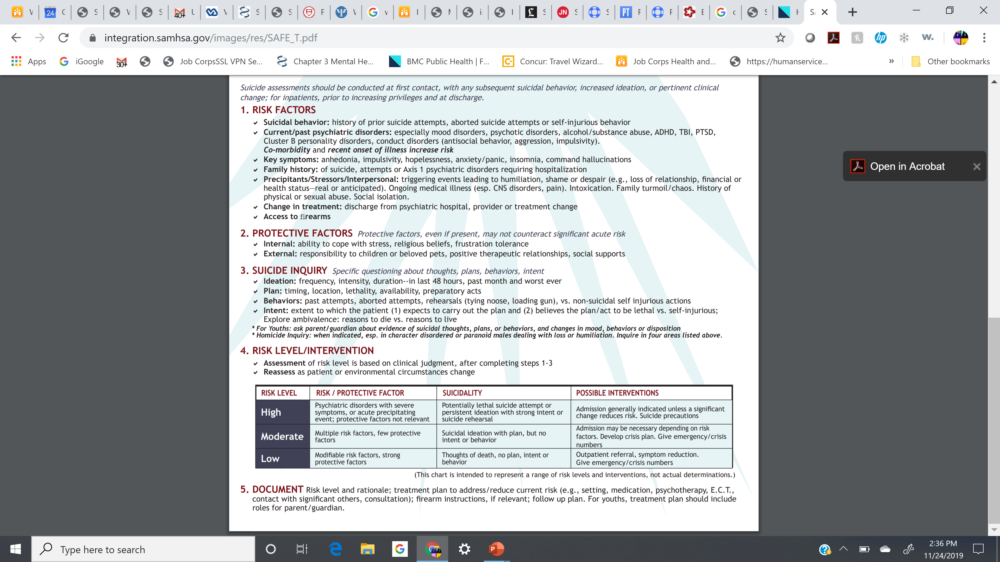 W
24
G
S
V
S
40+
U
V
S
S
P
V
v
I
N
i
I
S
JN
S
S
PT
F
F
E
c
S
H
SA
integration.samhsa.gov/images/res/SAFE_T.pdf
hp
w.
Apps
iGoogle
30+
Job CorpsSSL VPN Se...
Chapter 3 Mental He...
BMC Public Health | F...
Concur: Travel Wizard...
Job Corps Health and...
https://humanservice...
»
Other bookmarks
Suicide assessments should be conducted at first contact, with any subsequent suicidal behavior, increased ideation, or pertinent clinical
change; for inpatients, prior to increasing privileges and at discharge.
1. RISK FACTORS
Suicidal behavior: history of prior suicide attempts, aborted suicide attempts or self-injurious behavior
Current/past psychiatric disorders: especially mood disorders, psychotic disorders, alcohol/substance abuse, ADHD, TBI, PTSD,
Cluster B personality disorders, conduct disorders (antisocial behavior, aggression, impulsivity).
Co-morbidity and recent onset of illness increase risk
Key symptoms: anhedonia, impulsivity, hopelessness, anxiety/panic, insomnia, command hallucinations
Family history: of suicide, attempts or Axis 1 psychiatric disorders requiring hospitalization
Precipitants/Stressors/Interpersonal: triggering events leading to humiliation, shame or despair (e.g., loss of relationship, financial or
health status—real or anticipated). Ongoing medical illness (esp. CNS disorders, pain). Intoxication. Family turmoil/chaos. History of
physical or sexual abuse. Social isolation.
Change in treatment: discharge from psychiatric hospital, provider or treatment change
Access to firearms
Open in Acrobat
2. PROTECTIVE FACTORS Protective factors, even if present, may not counteract significant acute risk
Internal: ability to cope with stress, religious beliefs, frustration tolerance
External: responsibility to children or beloved pets, positive therapeutic relationships, social supports
3. SUICIDE INQUIRY Specific questioning about thoughts, plans, behaviors, intent
Ideation: frequency, intensity, duration--in last 48 hours, past month and worst ever
Plan: timing, location, lethality, availability, preparatory acts
Behaviors: past attempts, aborted attempts, rehearsals (tying noose, loading gun), vs. non-suicidal self injurious actions
Intent: extent to which the patient (1) expects to carry out the plan and (2) believes the plan/act to be lethal vs. self-injurious;
Explore ambivalence: reasons to die vs. reasons to live
* For Youths: ask parent/guardian about evidence of suicidal thoughts, plans, or behaviors, and changes in mood, behaviors or disposition
* Homicide Inquiry: when indicated, esp. in character disordered or paranoid males dealing with loss or humiliation. Inquire in four areas listed above.
4. RISK LEVEL/INTERVENTION
Assessment of risk level is based on clinical judgment, after completing steps 1-3
Reassess as patient or environmental circumstances change
RISK LEVEL
RISK / PROTECTIVE FACTOR
SUICIDALITY
POSSIBLE INTERVENTIONS
High
Psychiatric disorders with severe
symptoms, or acute precipitating
event; protective factors not relevant
Potentially lethal suicide attempt or
persistent ideation with strong intent or
suicide rehearsal
Admission generally indicated unless a significant
change reduces risk. Suicide precautions
Moderate
Multiple risk factors, few protective
factors
Suicidal ideation with plan, but no
intent or behavior
Admission may be necessary depending on risk
factors. Develop crisis plan. Give emergency/crisis
numbers
Low
Modifiable risk factors, strong
protective factors
Thoughts of death, no plan, intent or
behavior
Outpatient referral, symptom reduction.
Give emergency/crisis numbers
(This chart is intended to represent a range of risk levels and interventions, not actual determinations.)
5. DOCUMENT Risk level and rationale; treatment plan to address/reduce current risk (e.g., setting, medication, psychotherapy, E.C.T.,
contact with significant others, consultation); firearm instructions, if relevant; follow up plan. For youths, treatment plan should include
roles for parent/guardian.
Type here to search
2:36 PM
11/24/2019